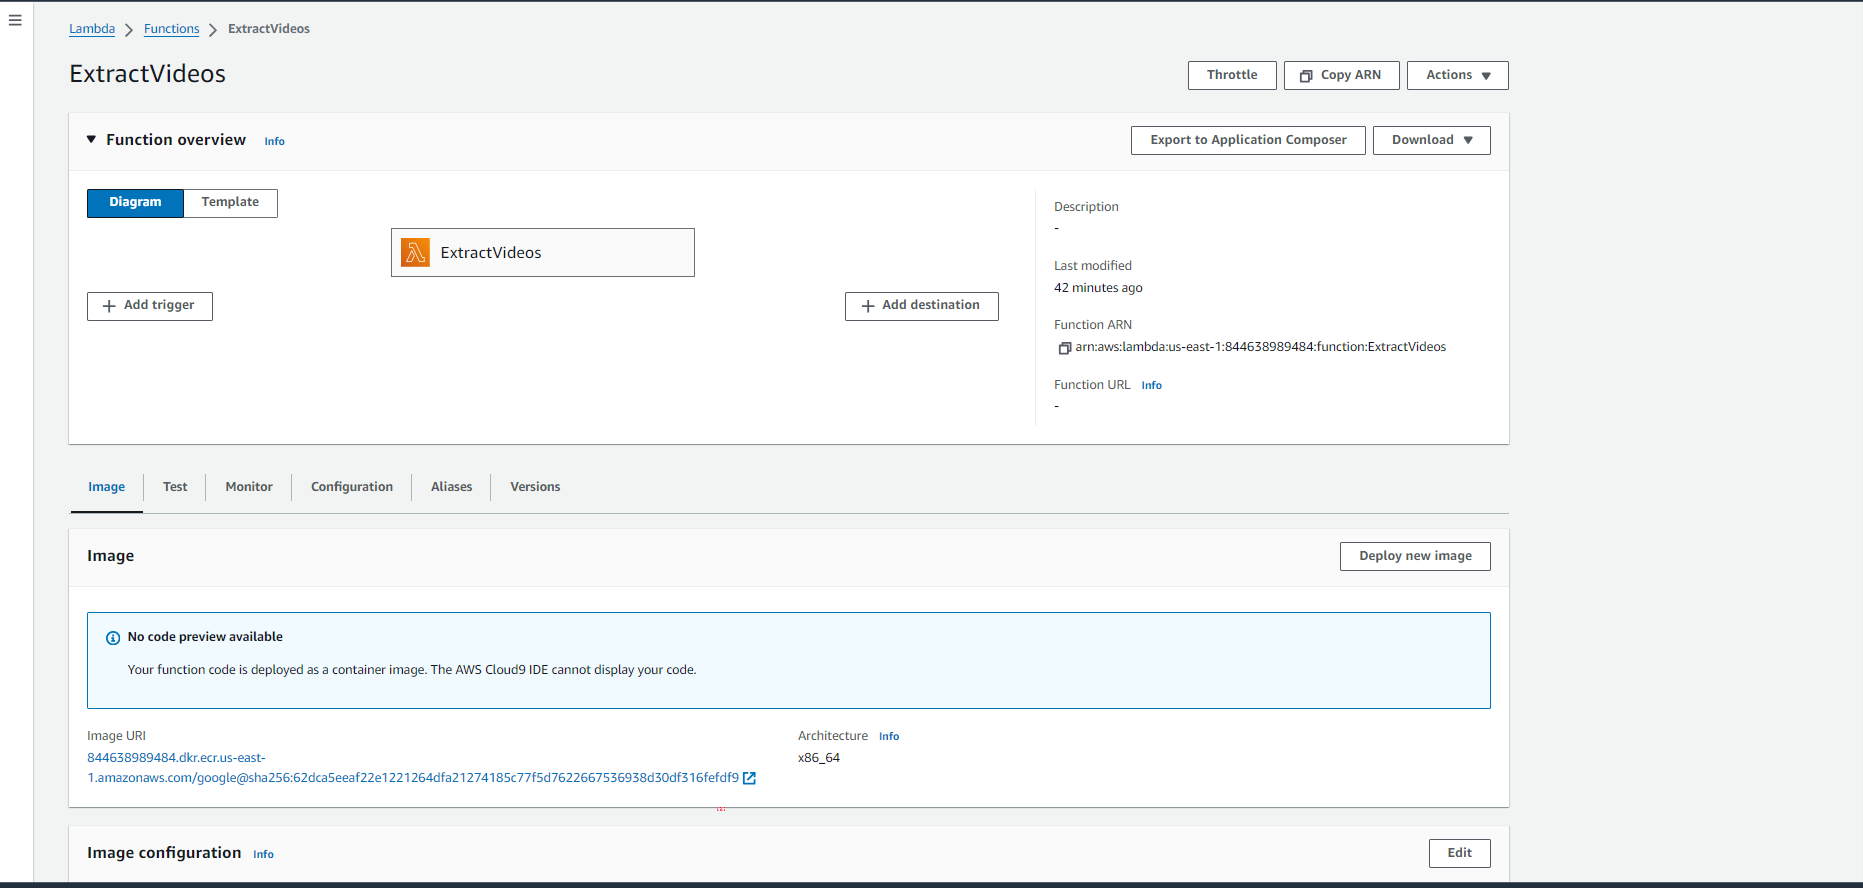 Lambda > Functions > ExtractVideos
ExtractVideos
Throttle
Copy ARN
Actions
Function overview Info
Export to Application Composer
Download
Diagram
Template
ExtractVideos
Add trigger
Add destination
Description
-
Last modified
42 minutes ago
Function ARN
arn:aws:lambda:us-east-1:844638989484:function:ExtractVideos
Function URL Info
-
Image
Test
Monitor
Configuration
Aliases
Versions
Image
Deploy new image
No code preview available
Your function code is deployed as a container image. The AWS Cloud9 IDE cannot display your code.
Image URI
844638989484.dkr.ecr.us-east-
1.amazonaws.com/google@sha256:62dca5eeaf22e1221264dfa21274185c77f5d7622667536938d30df316fefdf9
Architecture Info
x86_64
Image configuration Info
Edit